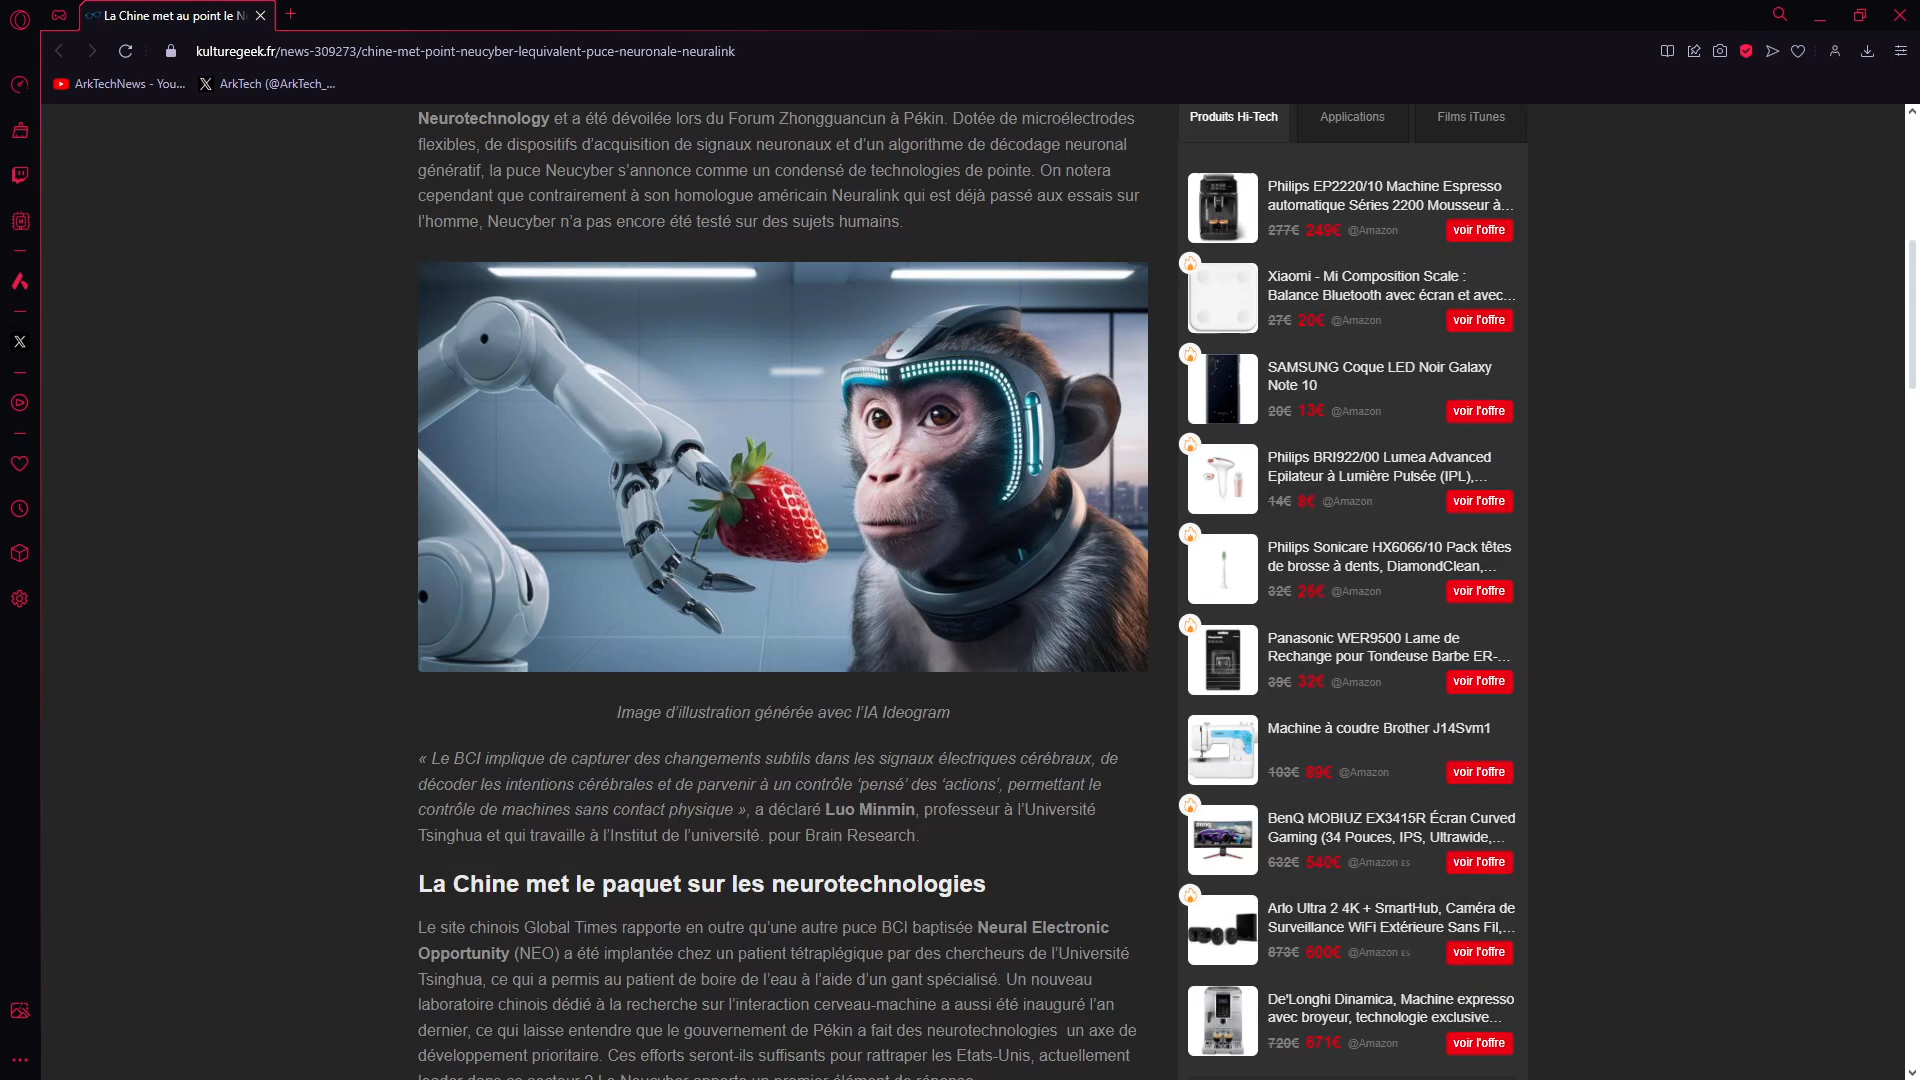 La Chine met au point le N
kulturegeek.fr/news-309273/chine-met-point-neucyber-lequivalent-puce-neuronale-neuralink
ArkTechNews - You...
ArkTech (@ArkTech_...
Neurotechnology et a été dévoilée lors du Forum Zhongguancun à Pékin. Dotée de microélectrodes
flexibles, de dispositifs d’acquisition de signaux neuronaux et d’un algorithme de décodage neuronal
génératif, la puce Neucyber s’annonce comme un condensé de technologies de pointe. On notera
cependant que contrairement à son homologue américain Neuralink qui est déjà passé aux essais sur
l’homme, Neucyber n’a pas encore été testé sur des sujets humains.
Image d’illustration générée avec l’IA Ideogram
« Le BCI implique de capturer des changements subtils dans les signaux électriques cérébraux, de
décoder les intentions cérébrales et de parvenir à un contrôle ‘pensé’ des ‘actions’, permettant le
contrôle de machines sans contact physique », a déclaré Luo Minmin, professeur à l’Université
Tsinghua et qui travaille à l’Institut de l’université. pour Brain Research.
La Chine met le paquet sur les neurotechnologies
Le site chinois Global Times rapporte en outre qu’une autre puce BCI baptisée Neural Electronic
Opportunity (NEO) a été implantée chez un patient tétraplégique par des chercheurs de l’Université
Tsinghua, ce qui a permis au patient de boire de l’eau à l’aide d’un gant spécialisé. Un nouveau
laboratoire chinois dédié à la recherche sur l’interaction cerveau-machine a aussi été inauguré l’an
dernier, ce qui laisse entendre que le gouvernement de Pékin a fait des neurotechnologies un axe de
développement prioritaire. Ces efforts seront-ils suffisants pour rattraper les Etats-Unis, actuellement
leader dans ce secteur ? Le Neucyber apporte un premier élément de réponse.
Produits Hi-Tech
Applications
Films iTunes
Philips EP2220/10 Machine Espresso
automatique Séries 2200 Mousseur à...
277€ 249€ @Amazon
voir l'offre
Xiaomi - Mi Composition Scale :
Balance Bluetooth avec écran et avec...
27€ 20€ @Amazon
voir l'offre
SAMSUNG Coque LED Noir Galaxy
Note 10
20€ 13€ @Amazon
voir l'offre
Philips BRI922/00 Lumea Advanced
Epilateur à Lumière Pulsée (IPL),...
14€ 8€ @Amazon
voir l'offre
Philips Sonicare HX6066/10 Pack têtes
de brosse à dents, DiamondClean,...
32€ 26€ @Amazon
voir l'offre
Panasonic WER9500 Lame de
Rechange pour Tondeuse Barbe ER-...
39€ 32€ @Amazon
voir l'offre
Machine à coudre Brother J14Svm1
103€ 89€ @Amazon
voir l'offre
BenQ MOBIUZ EX3415R Écran Curved
Gaming (34 Pouces, IPS, Ultrawide,...
632€ 540€ @Amazon ES
voir l'offre
Arlo Ultra 2 4K + SmartHub, Caméra de
Surveillance WiFi Extérieure Sans Fil,...
873€ 600€ @Amazon ES
voir l'offre
De'Longhi Dinamica, Machine expresso
avec broyeur, technologie exclusive...
720€ 671€ @Amazon
voir l'offre